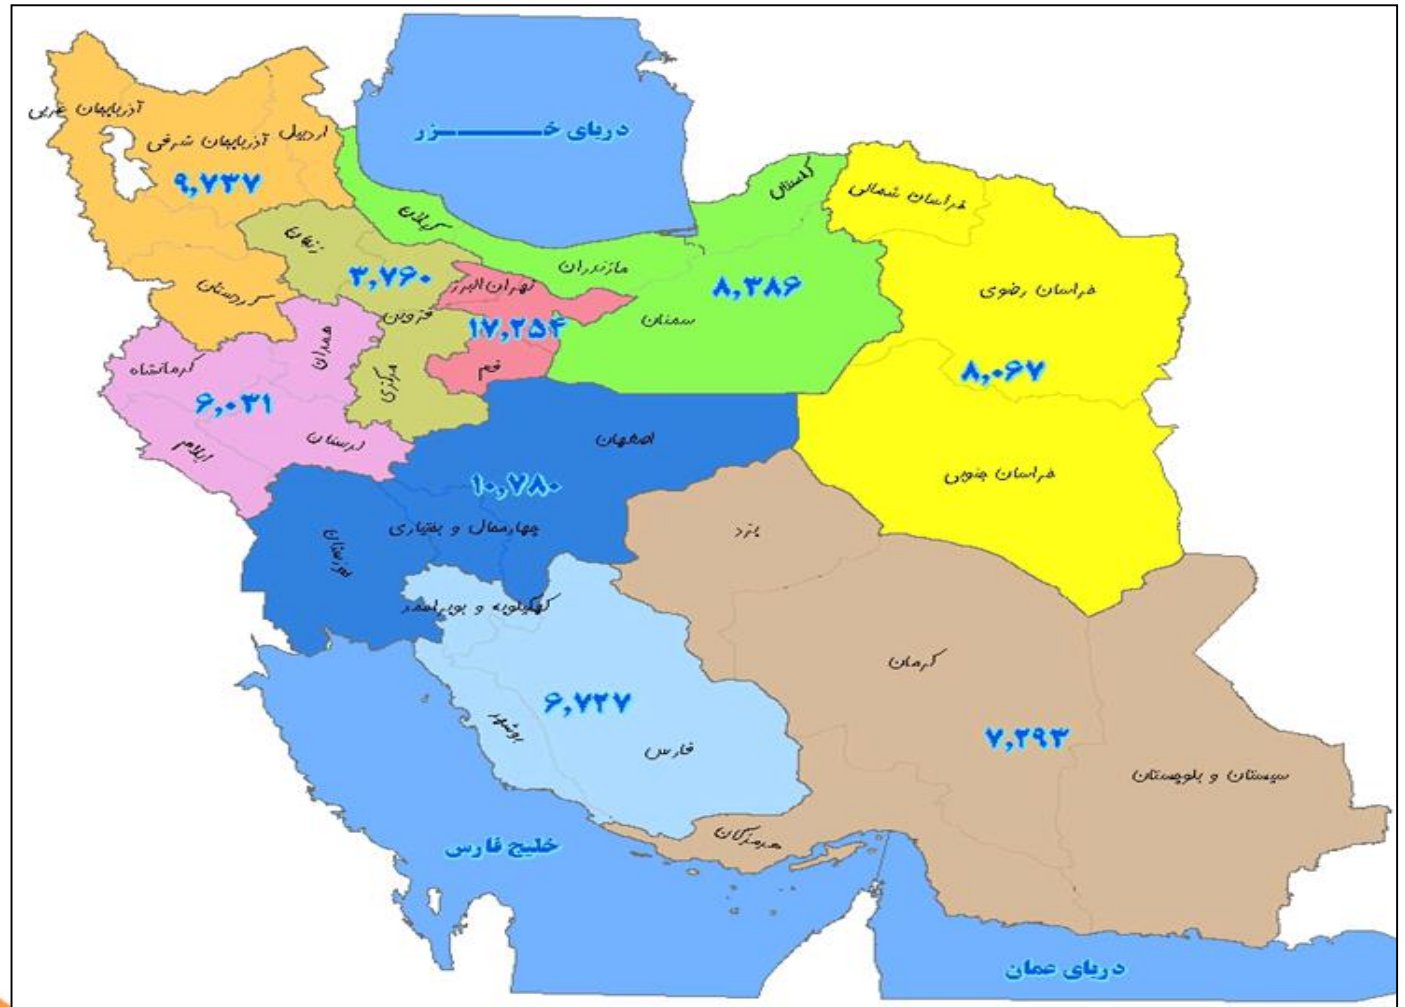 دریای خـــــــزر
آذربایجان غربی
آذربایجان شرقی
اردبیل
۹,۷۳۷
کردستان
گیلان
گلستان
مازندران
سمنان
۸,۳۸۶
خراسان شمالی
خراسان رضوی
۸,۰۶۷
خراسان جنوبی
زنجان
۳,۷۶۰
قزوین
مرکزی
تهران البرز
۱۷,۲۵۴
قم
همدان
کرمانشاه
۶,۰۳۱
لرستان
ایلام
اصفهان
۱۰,۷۸۰
چهارمحال و بختیاری
خوزستان
کهکیلویه و بویراحمد
۶,۷۲۷
بوشهر
فارس
یزد
کرمان
۷,۲۹۳
سیستان و بلوچستان
هرمزگان
خلیج فارس
دریای عمان